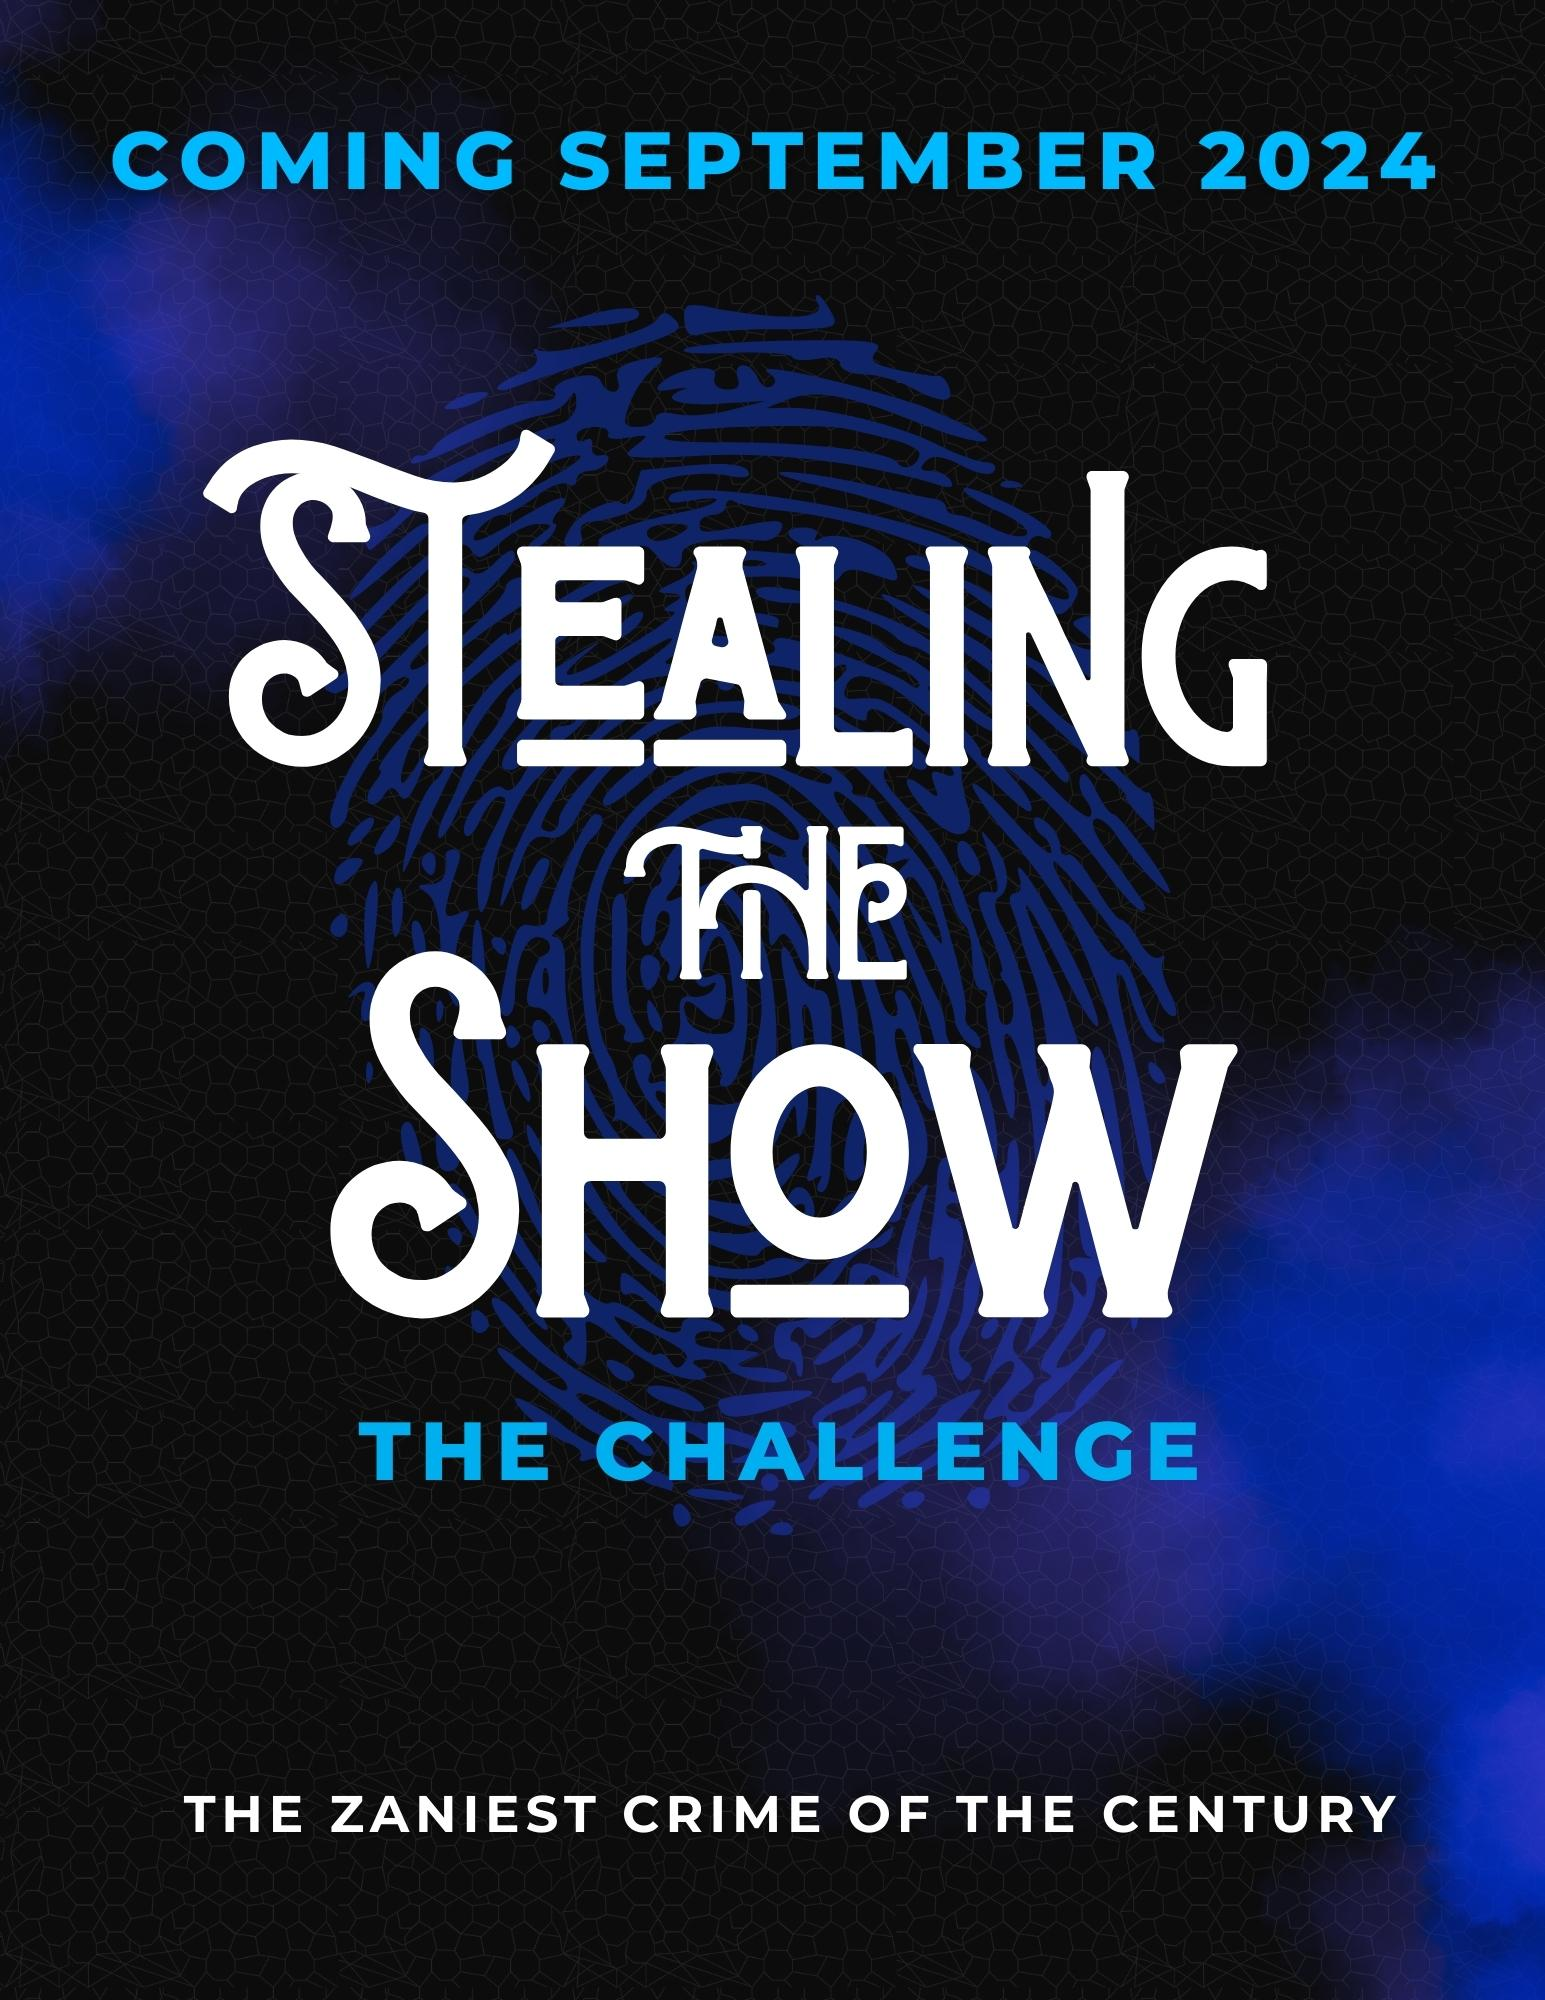 COMING SEPTEMBER 2024
STEALING
THE
SHOW
THE CHALLENGE
THE ZANIEST CRIME OF THE CENTURY